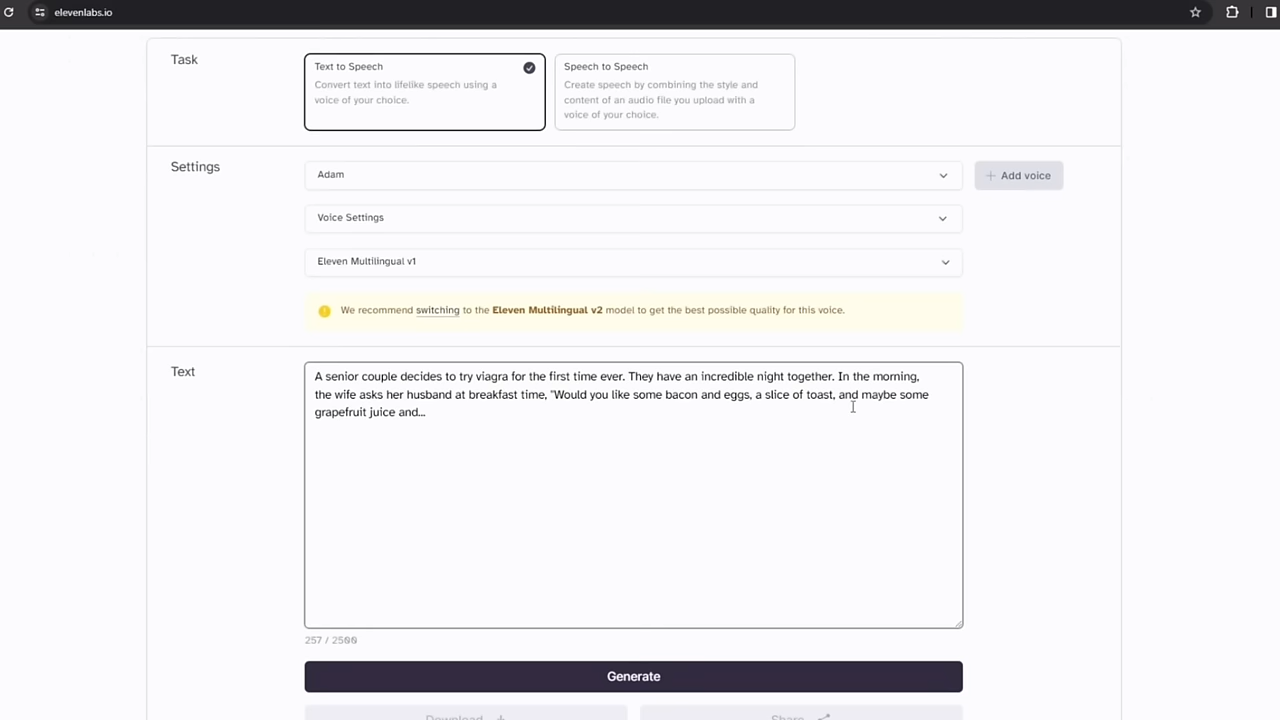 elevenlabs.io
Task
Text to Speech
Convert text into lifelike speech using a
voice of your choice.
Speech to Speech
Create speech by combining the style and
content of an audio file you upload with a
voice of your choice.
Settings
Adam
+ Add voice
Voice Settings
Eleven Multilingual v1
We recommend switching to the Eleven Multilingual v2 model to get the best possible quality for this voice.
Text
A senior couple decides to try viagra for the first time ever. They have an incredible night together. In the morning,
the wife asks her husband at breakfast time, "Would you like some bacon and eggs, a slice of toast, and maybe some
grapefruit juice and...
257 / 2500
Generate
Download
Share